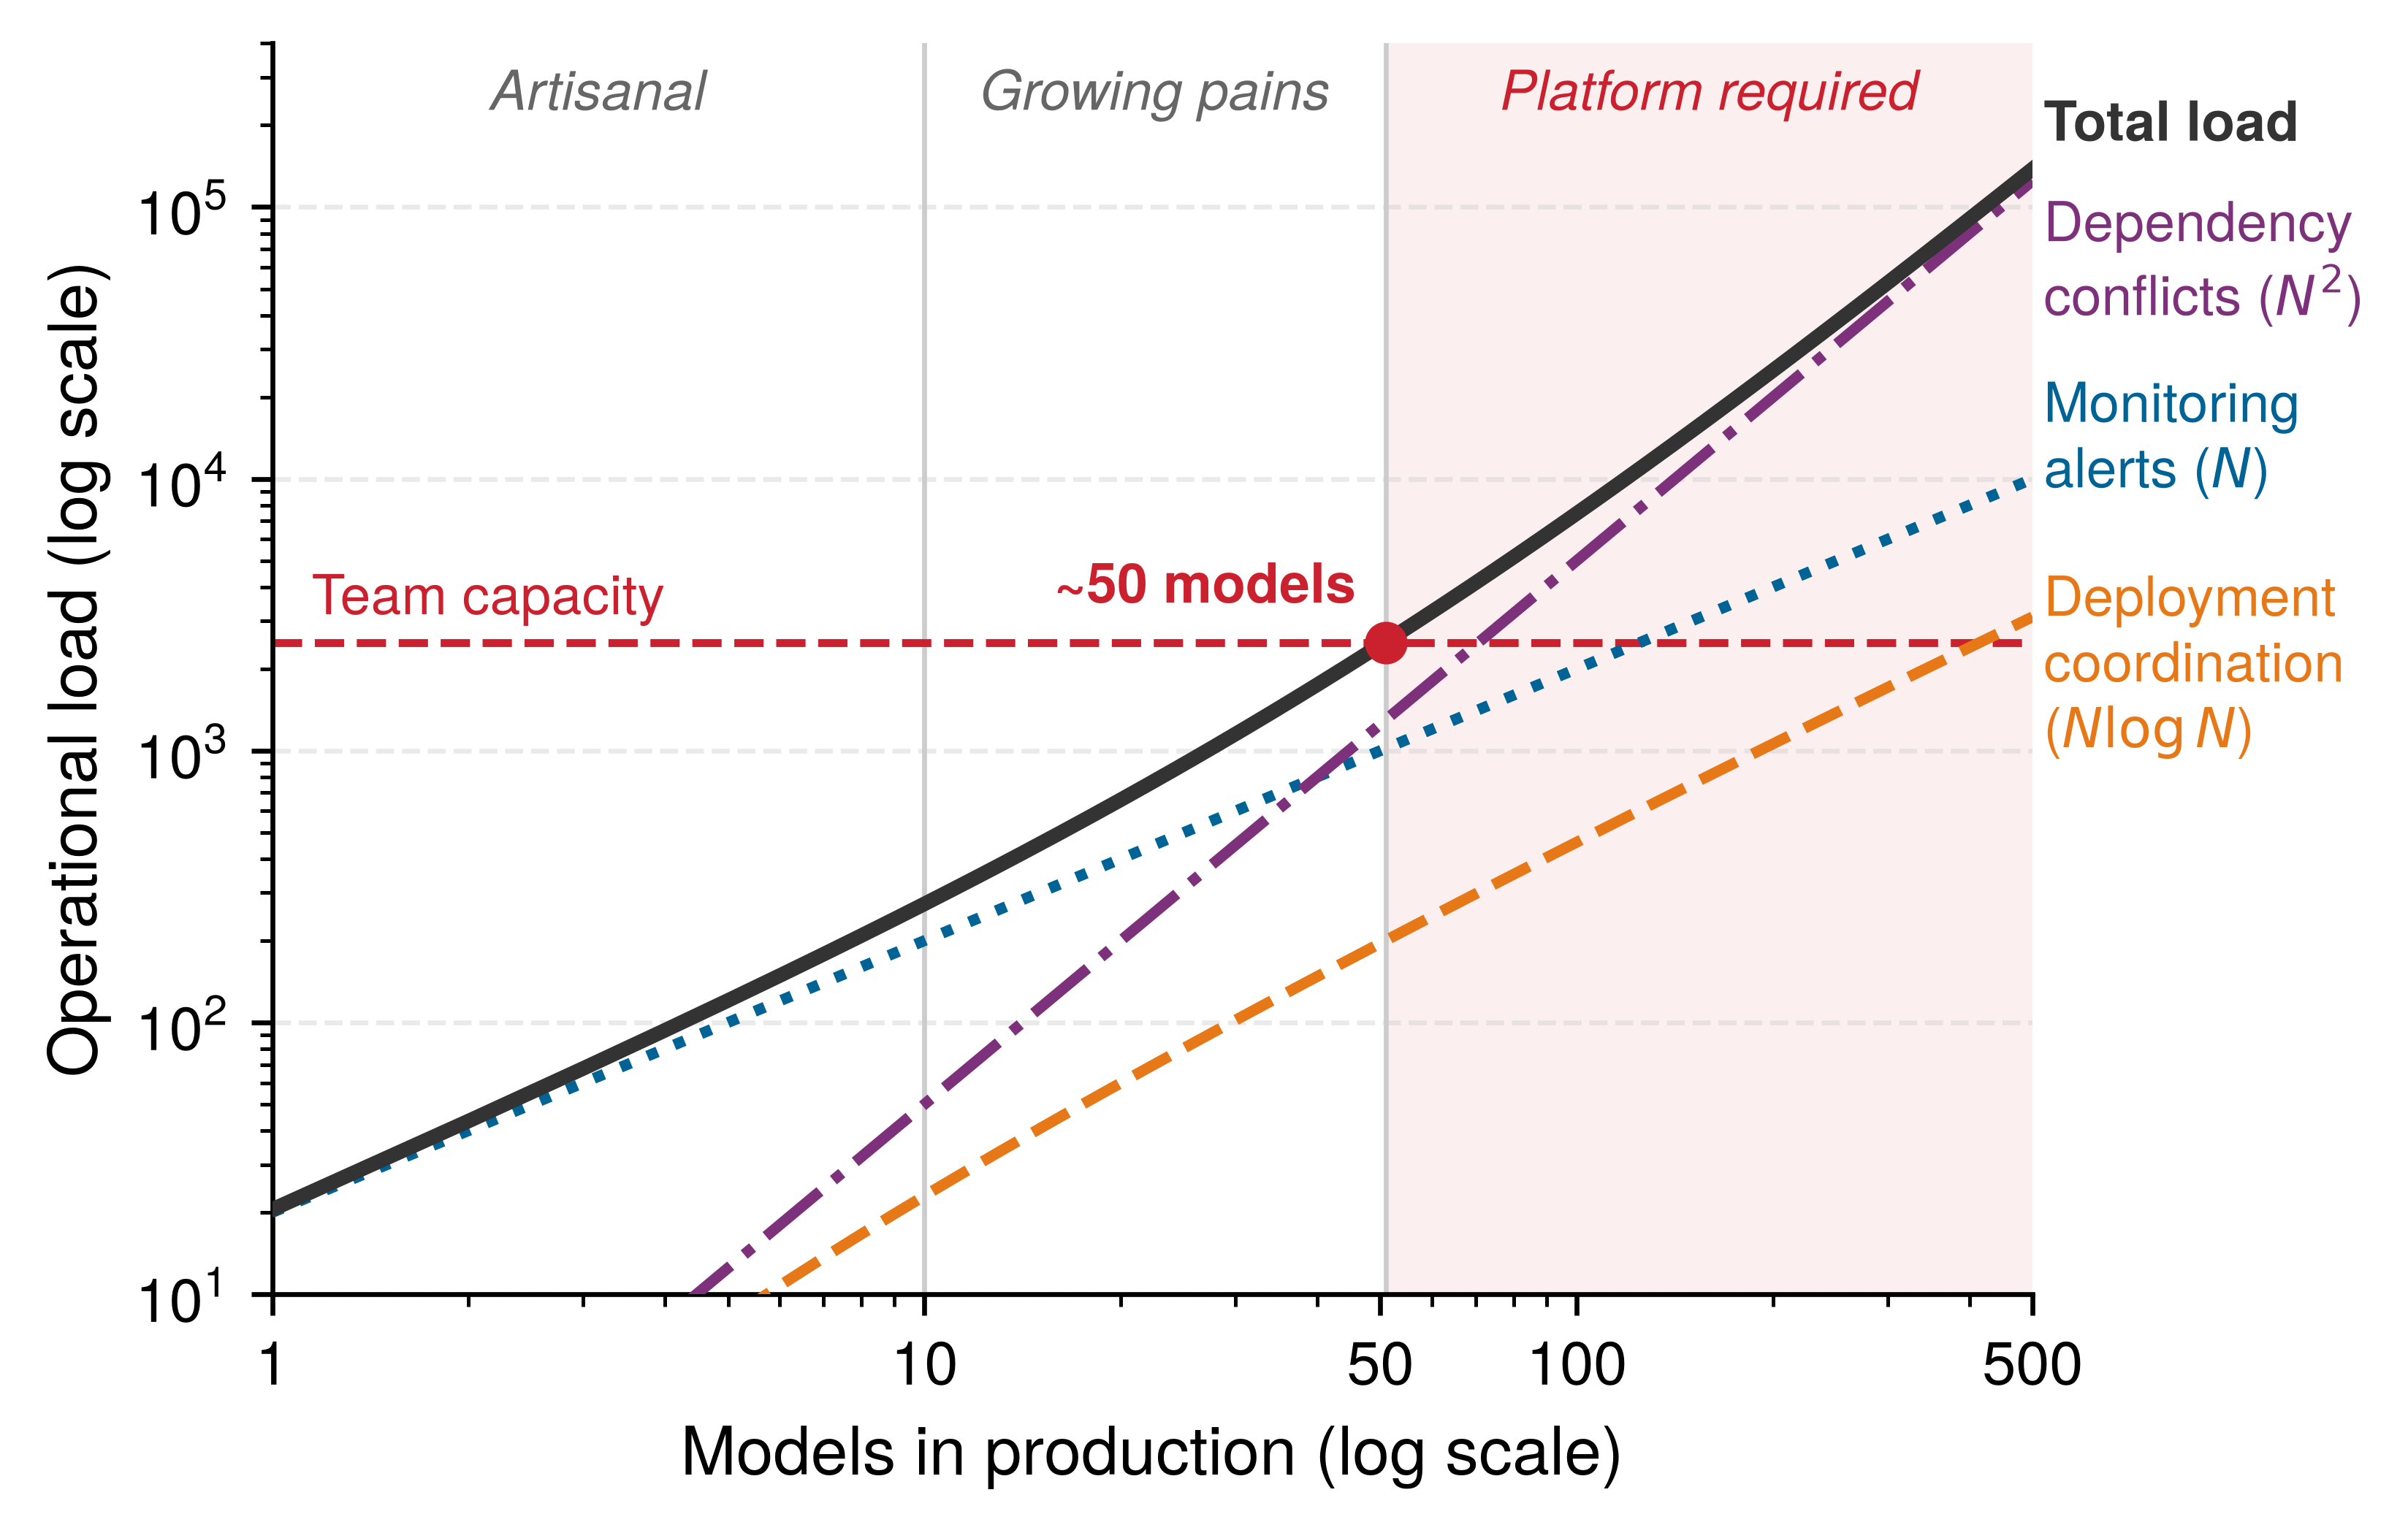 Artisanal
Growing pains
Platform required
Total load
Dependency
conflicts (N²)
Monitoring
alerts (N)
Deployment
coordination
(N log N)
Team capacity
~50 models
Operational load (log scale)
10⁵
10⁴
10³
10²
10¹
1
10
50
100
500
Models in production (log scale)